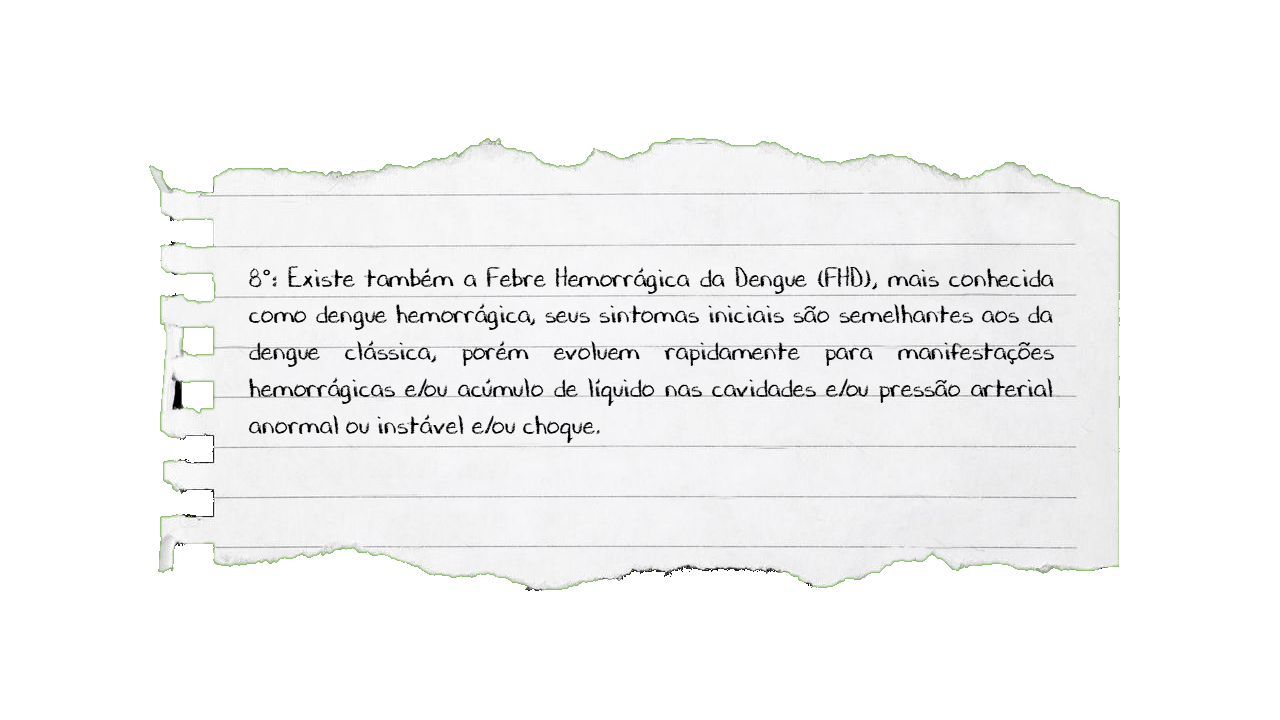 8°: Existe também a Febre Hemorrágica da Dengue (FHD), mais conhecida
como dengue hemorrágica, seus sintomas iniciais são semelhantes aos da
dengue clássica, porém evoluem rapidamente para manifestações
hemorrágicas e/ou acúmulo de líquido nas cavidades e/ou pressão arterial
anormal ou instável e/ou choque.